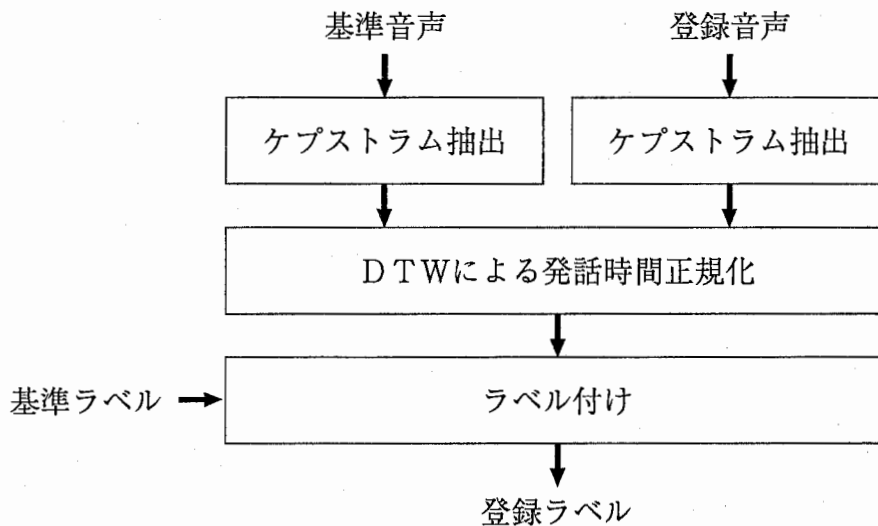 基準音声
登録音声
ケプストラム抽出
ケプストラム抽出
DTWによる発話時間正規化
基準ラベル
ラベル付け
登録ラベル